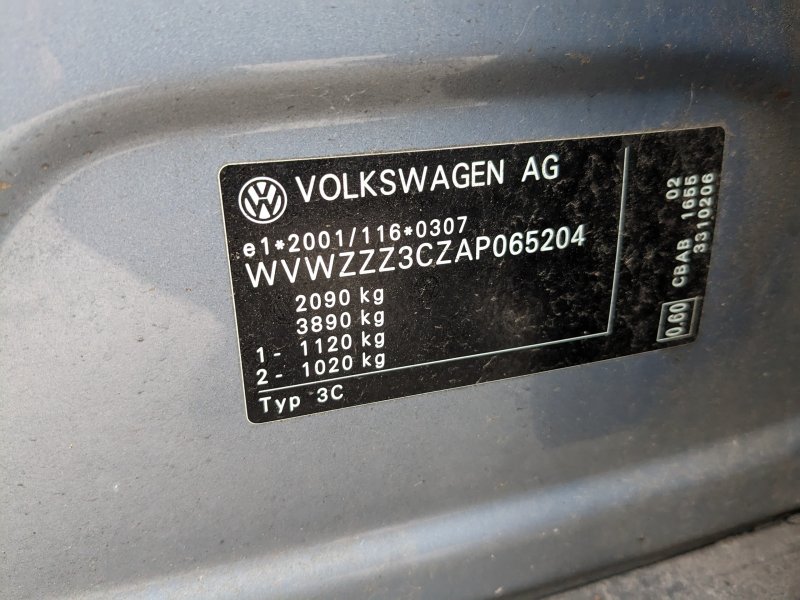 VOLKSWAGEN AG
e1*2001/116*0307
WVWZZZ3CZAP065204
2090 kg
3890 kg
1 - 1120 kg
2 - 1020 kg
Typ 3C
02
CBAB 1655
3310206
0.60